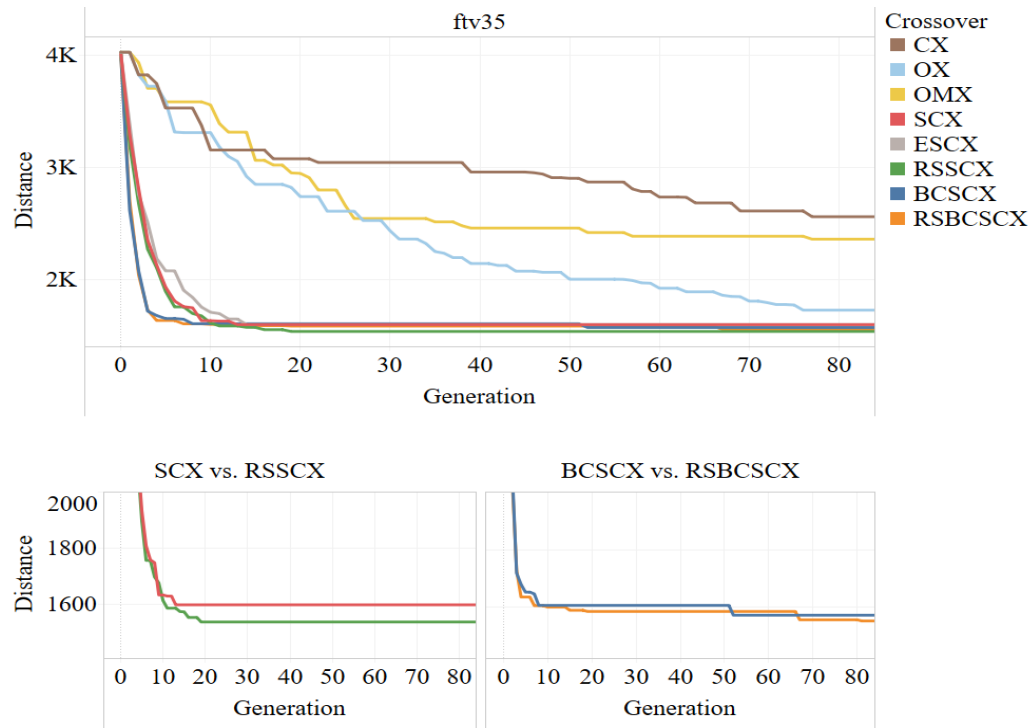 ftv35
Crossover
CX
OX
OMX
SCX
ESCX
RSSCX
BCSCX
RSBCSCX
4K
3K
2K
Distance
0 10 20 30 40 50 60 70 80
Generation
SCX vs. RSSCX
BCSCX vs. RSBCSCX
2000
1800
1600
Distance
0 10 20 30 40 50 60 70 80
0 10 20 30 40 50 60 70 80
Generation
Generation